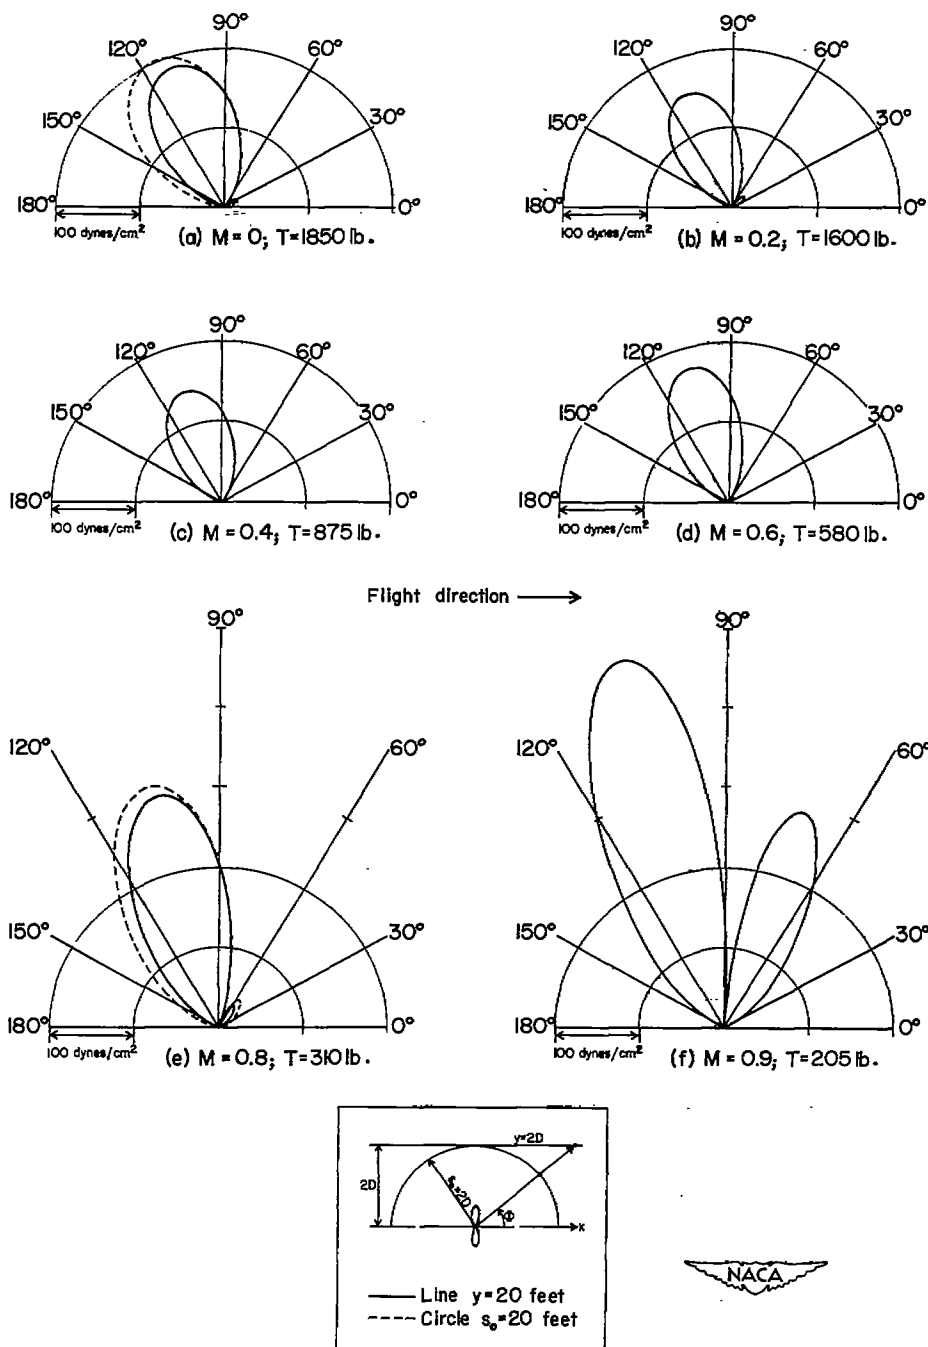 90°
120°
60°
150°
30°
180°
0°
100 dynes/cm²
(a) M = 0; T = 1850 lb.
90°
120°
60°
150°
30°
180°
0°
100 dynes/cm²
(b) M = 0.2; T = 1600 lb.
90°
120°
60°
150°
30°
180°
0°
100 dynes/cm²
(c) M = 0.4; T = 875 lb.
90°
120°
60°
150°
30°
180°
0°
100 dynes/cm²
(d) M = 0.6; T = 580 lb.
Flight direction
90°
120°
60°
150°
30°
180°
0°
100 dynes/cm²
(e) M = 0.8; T = 310 lb.
90°
120°
60°
150°
30°
180°
0°
100 dynes/cm²
(f) M = 0.9; T = 205 lb.
y=2D
2D
s₀=2D
Φ
x
Line y=20 feet
Circle s₀=20 feet
NACA